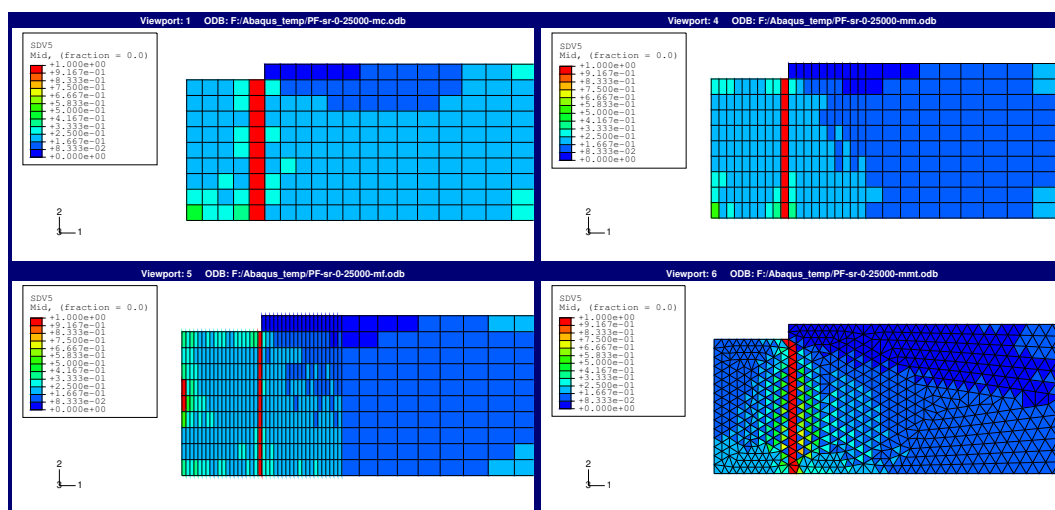 Viewport: 1 ODB: F:/Abaqus_temp/PF-sr-0-25000-mc.odb
SDV5
Mid, (fraction = 0.0)
+1.000e+00
+9.167e-01
+8.333e-01
+7.500e-01
+6.667e-01
+5.833e-01
+5.000e-01
+4.167e-01
+3.333e-01
+2.500e-01
+1.667e-01
+8.333e-02
+0.000e+00
2
3 1
Viewport: 4 ODB: F:/Abaqus_temp/PF-sr-0-25000-mm.odb
SDV5
Mid, (fraction = 0.0)
+1.000e+00
+9.167e-01
+8.333e-01
+7.500e-01
+6.667e-01
+5.833e-01
+5.000e-01
+4.167e-01
+3.333e-01
+2.500e-01
+1.667e-01
+8.333e-02
+0.000e+00
2
3 1
Viewport: 5 ODB: F:/Abaqus_temp/PF-sr-0-25000-mf.odb
SDV5
Mid, (fraction = 0.0)
+1.000e+00
+9.167e-01
+8.333e-01
+7.500e-01
+6.667e-01
+5.833e-01
+5.000e-01
+4.167e-01
+3.333e-01
+2.500e-01
+1.667e-01
+8.333e-02
+0.000e+00
2
3 1
Viewport: 6 ODB: F:/Abaqus_temp/PF-sr-0-25000-mmt.odb
SDV5
Mid, (fraction = 0.0)
+1.000e+00
+9.167e-01
+8.333e-01
+7.500e-01
+6.667e-01
+5.833e-01
+5.000e-01
+4.167e-01
+3.333e-01
+2.500e-01
+1.667e-01
+8.333e-02
+0.000e+00
2
3 1